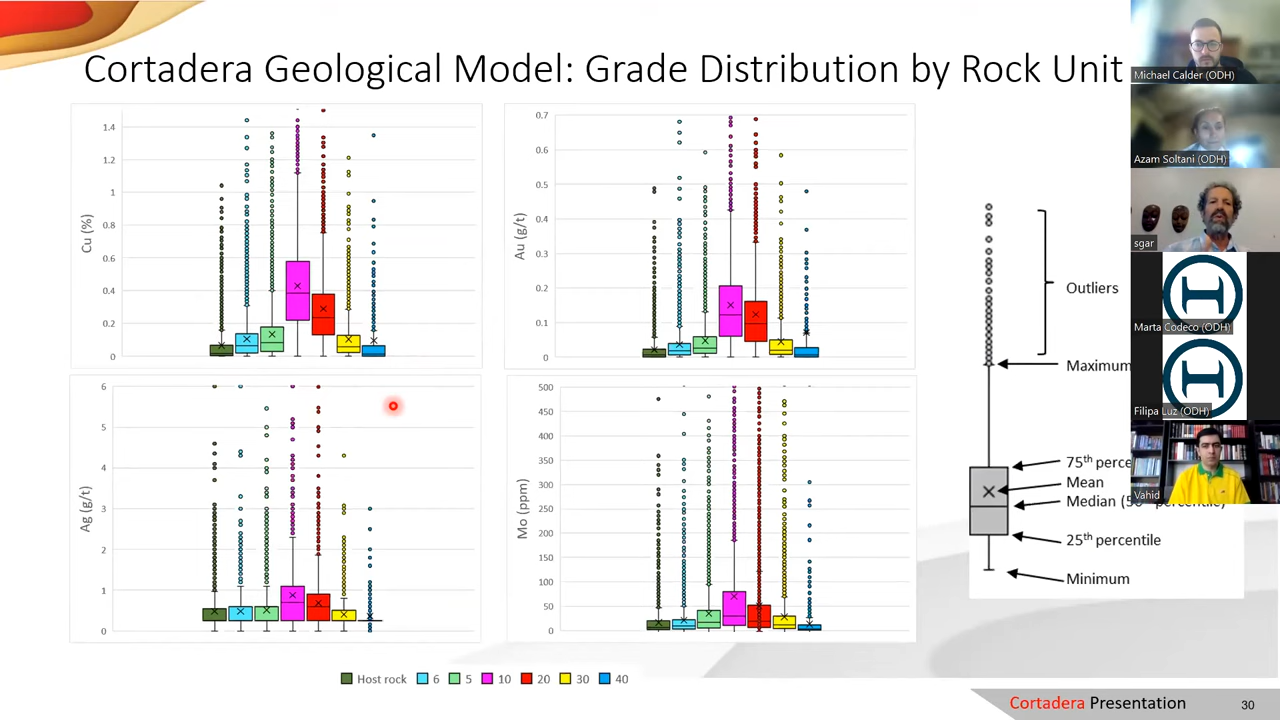 Cortadera Geological Model: Grade Distribution by Rock Unit
Cu (%)
1.4
1.2
1
0.8
0.6
0.4
0.2
0
Au (g/t)
0.7
0.6
0.5
0.4
0.3
0.2
0.1
0
Ag (g/t)
6
5
4
3
2
1
0
Mo (ppm)
500
450
400
350
300
250
200
150
100
50
0
Outliers
Maximum
75th perce
Mean
Median (50
percentile)
25th percentile
Minimum
Host rock 6 5 10 20 30 40
Michael Calder (ODH)
Azam Soltani (ODH)
sgar
Marta Codeco (ODH)
Filipa Luz (ODH)
Vahid
Cortadera Presentation 30